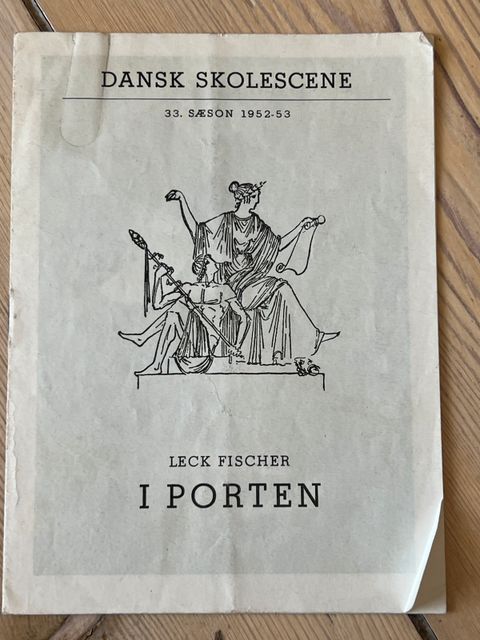 DANSK SKOLESCENE
33. SÆSON 1952-53
LECK FISCHER
I PORTEN